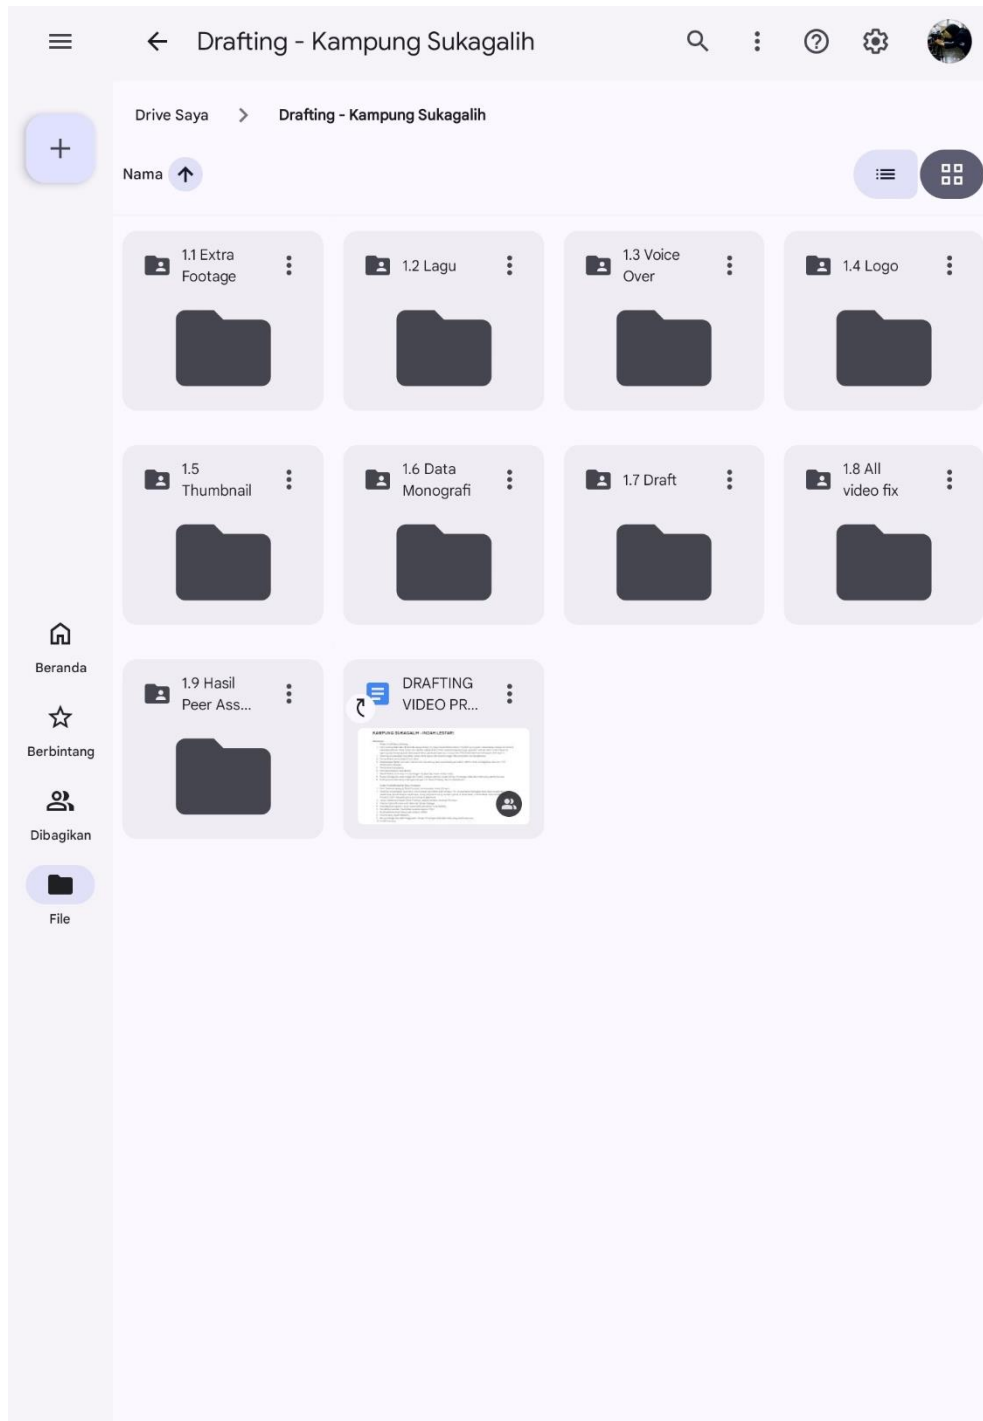 Drafting - Kampung Sukagalih
Drive Saya > Drafting - Kampung Sukagalih
Nama
1.1 Extra
Footage
1.2 Lagu
1.3 Voice
Over
1.4 Logo
1.5
Thumbnail
1.6 Data
Monografi
1.7 Draft
1.8 All
video fix
1.9 Hasil
Peer Ass...
DRAFTING
VIDEO PR...
Beranda
Berbintang
Dibagikan
File